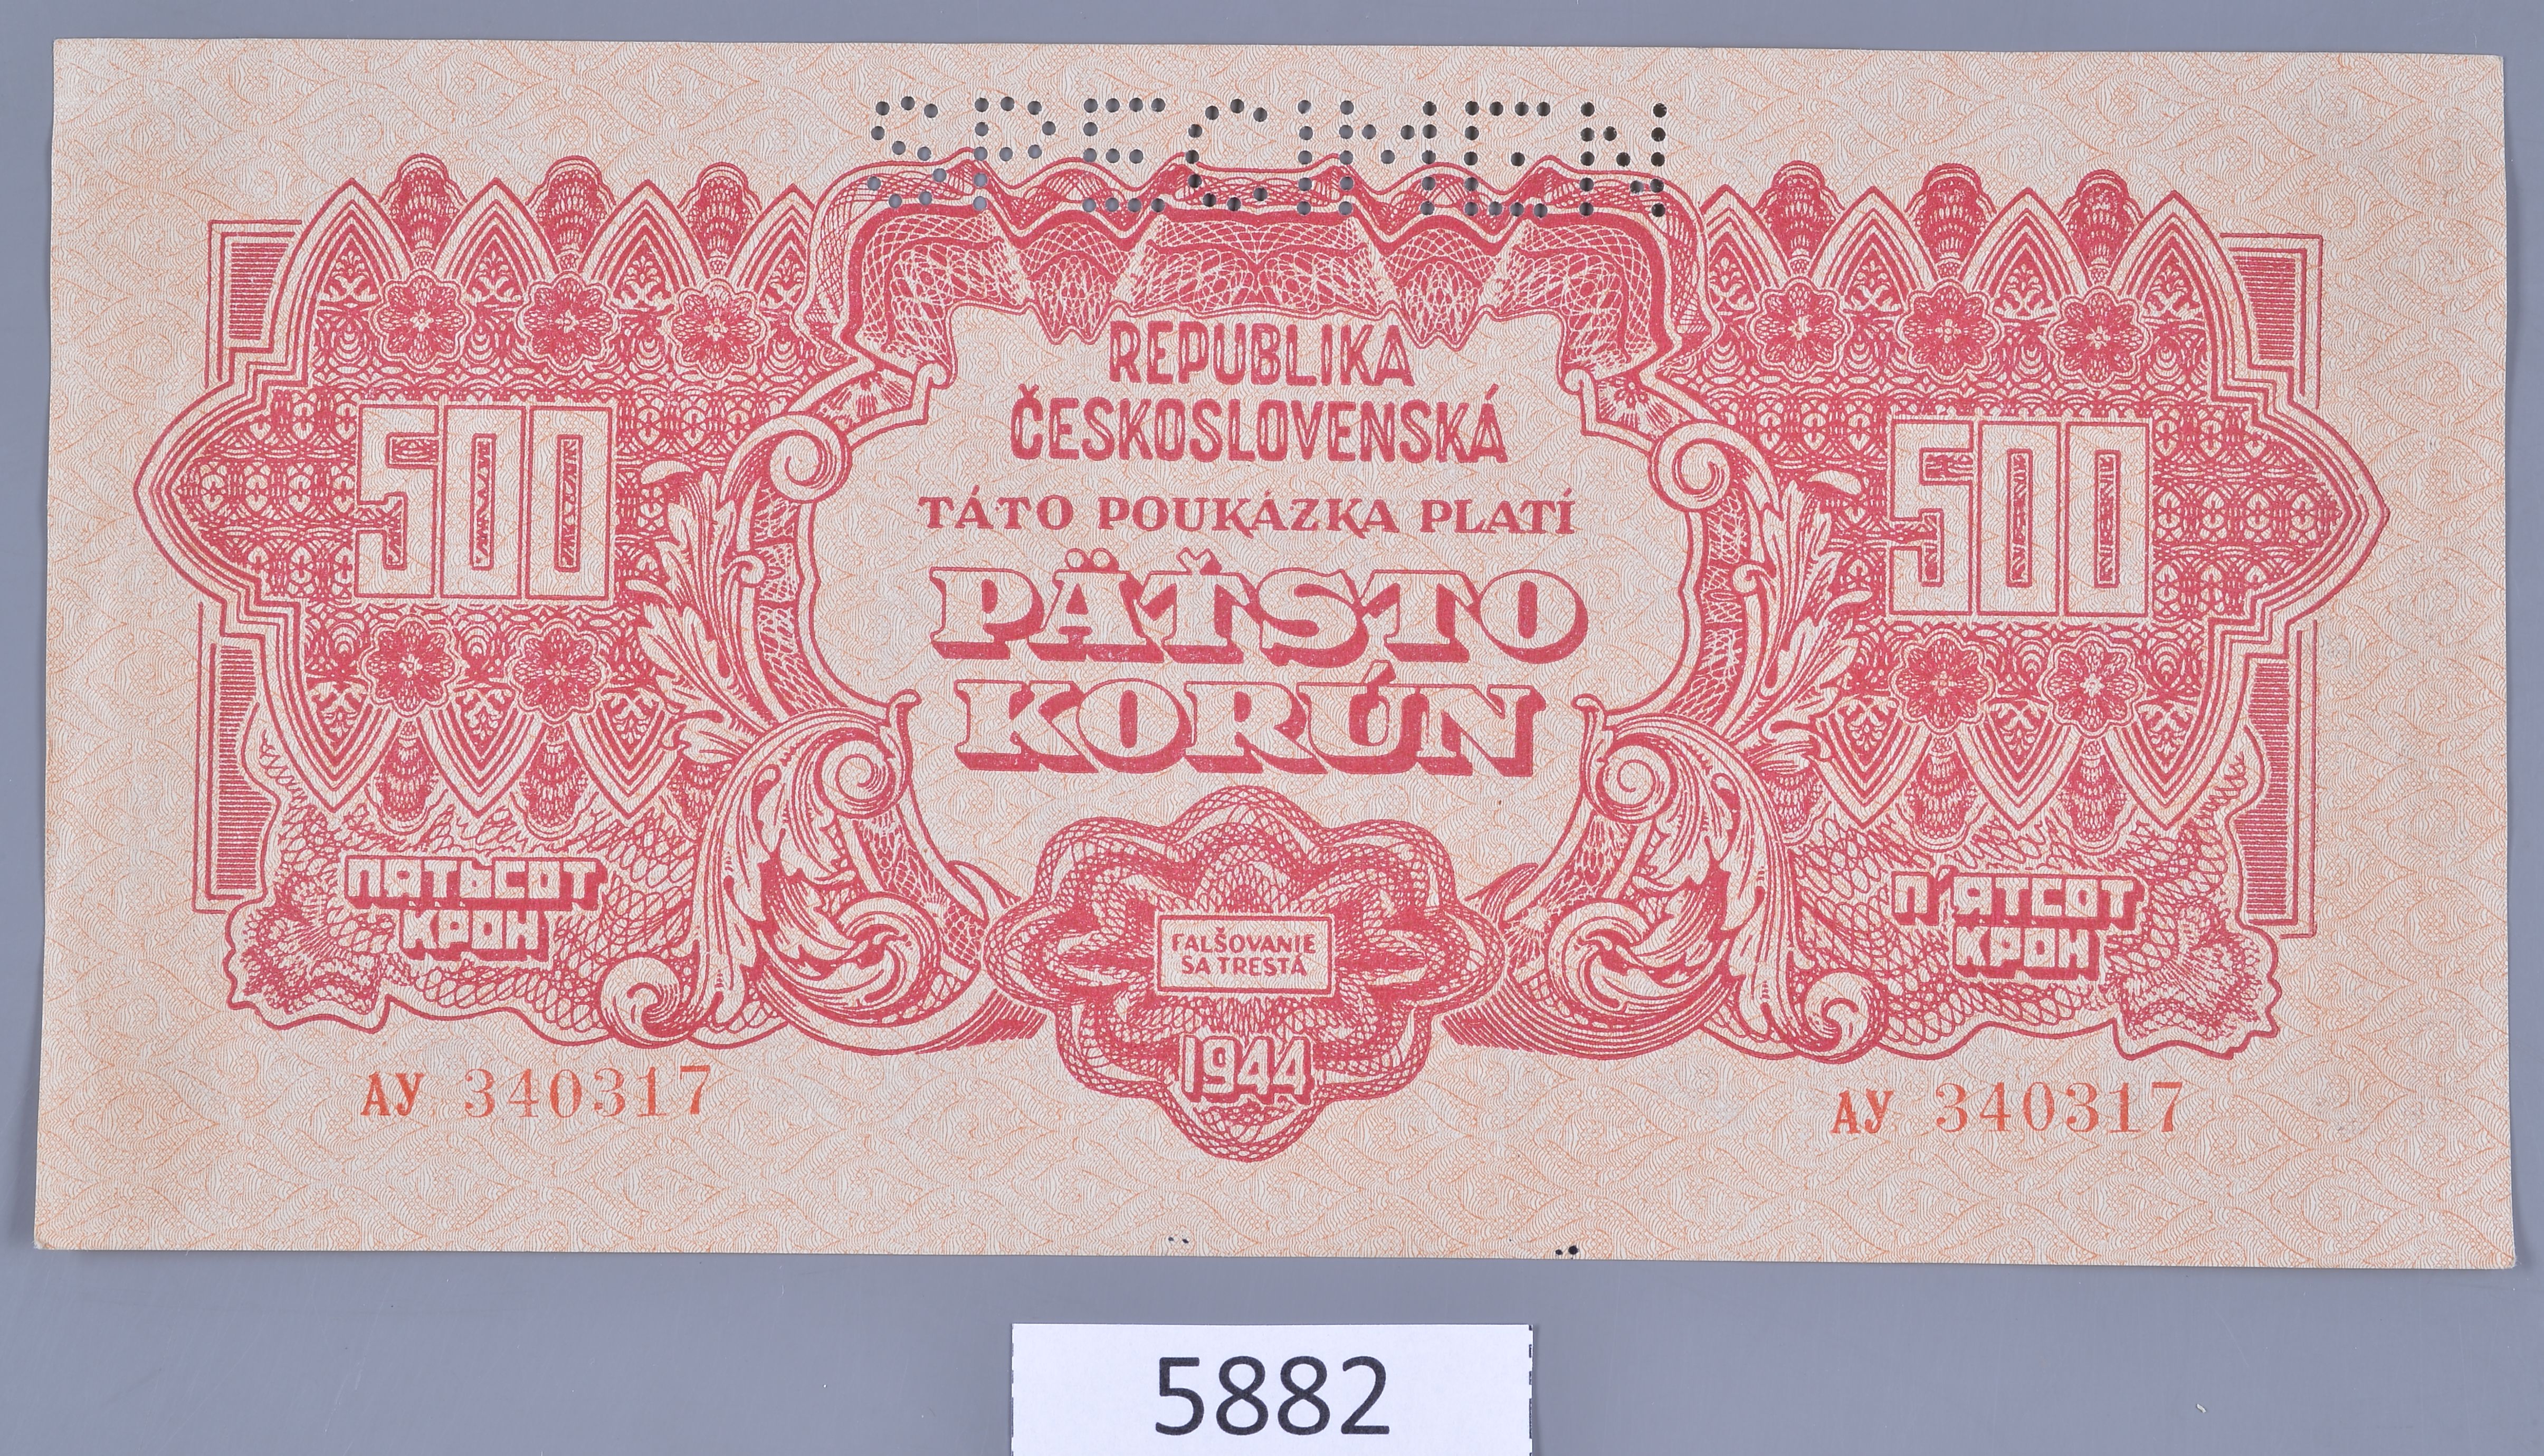 SPECIMEN
REPUBLIKA
ČESKOSLOVENSKÁ
TÁTO POUKÁZKA PLATÍ
500
PÄŤSTO
KORÚN
500
ПЯТЬСОТ
КРОН
П'ЯТСОТ
КРОН
FALŠOVANIE
SA TRESTÁ
1944
АУ 340317
АУ 340317
5882